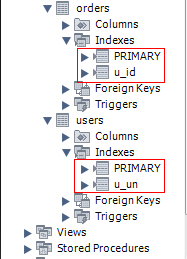 orders
Columns
Indexes
PRIMARY
u_id
Foreign Keys
Triggers
users
Columns
Indexes
PRIMARY
u_un
Foreign Keys
Triggers
Views
Stored Procedures